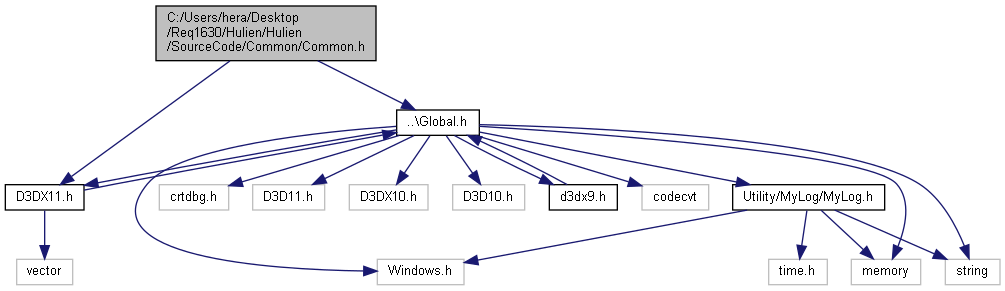 C:/Users/hera/Desktop
/Req1630/Hulien/Hulien
/SourceCode/Common/Common.h
..\Global.h
D3DX11.h
crtdbg.h
D3D11.h
D3DX10.h
D3D10.h
d3dx9.h
codecvt
Utility/MyLog/MyLog.h
vector
Windows.h
time.h
memory
string